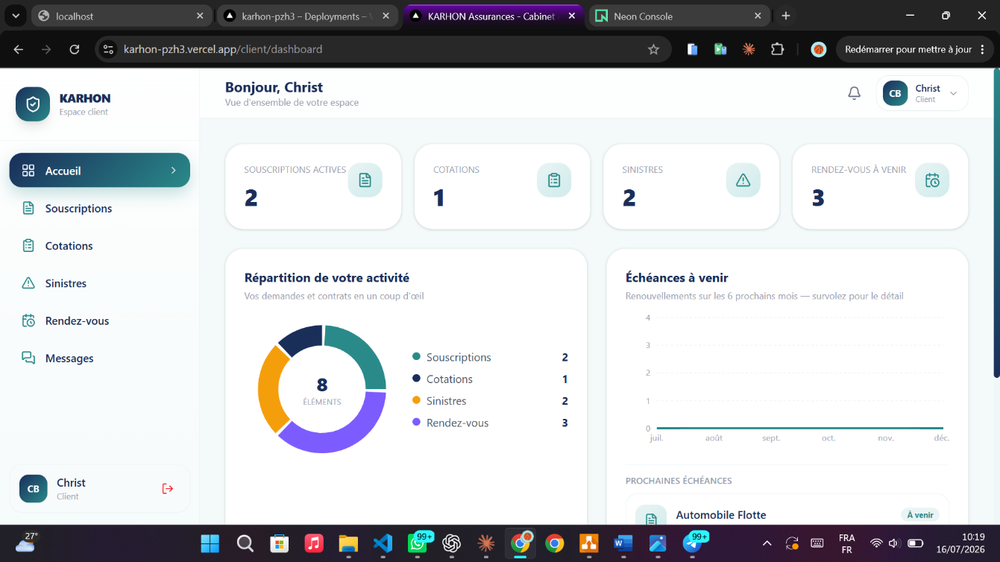 localhost
karhon-pzh3 – Deployments – V
KARHON Assurances - Cabinet
Neon Console
karhon-pzh3.vercel.app/client/dashboard
Redémarrer pour mettre à jour
KARHON
Espace client
Bonjour, Christ
Vue d'ensemble de votre espace
CB
Christ
Client
Accueil
Souscriptions
Cotations
Sinistres
Rendez-vous
Messages
SOUSCRIPTIONS ACTIVES
2
COTATIONS
1
SINISTRES
2
RENDEZ-VOUS À VENIR
3
Répartition de votre activité
Vos demandes et contrats en un coup d'œil
8
ÉLÉMENTS
Souscriptions 2
Cotations 1
Sinistres 2
Rendez-vous 3
Échéances à venir
Renouvellements sur les 6 prochains mois — survolez pour le détail
4
3
2
1
0
juil. août sept. oct. nov. déc.
PROCHAINES ÉCHÉANCES
Automobile Flotte
À venir
CB
Christ
Client
27°
99+
99+
FRA
FR
10:19
16/07/2026